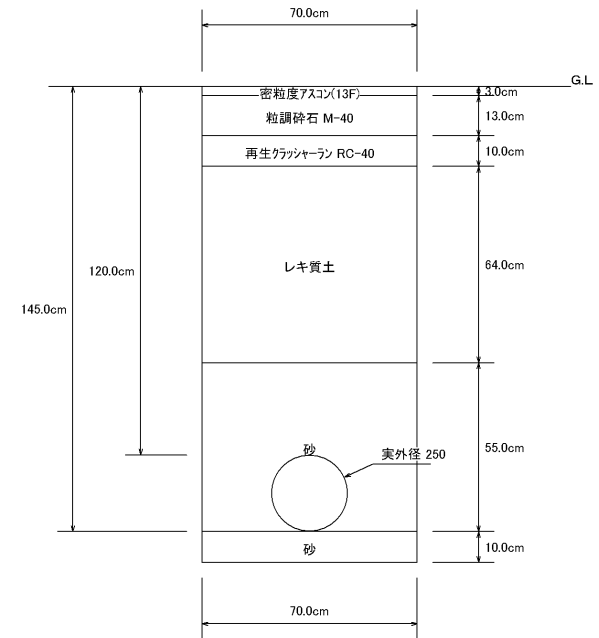 70.0cm
G.L
密粒度アスコン(13F)
3.0cm
粒調砕石 M-40
13.0cm
再生クラッシャーラン RC-40
10.0cm
レキ質土
64.0cm
120.0cm
145.0cm
砂
実外径 250
55.0cm
砂
10.0cm
70.0cm